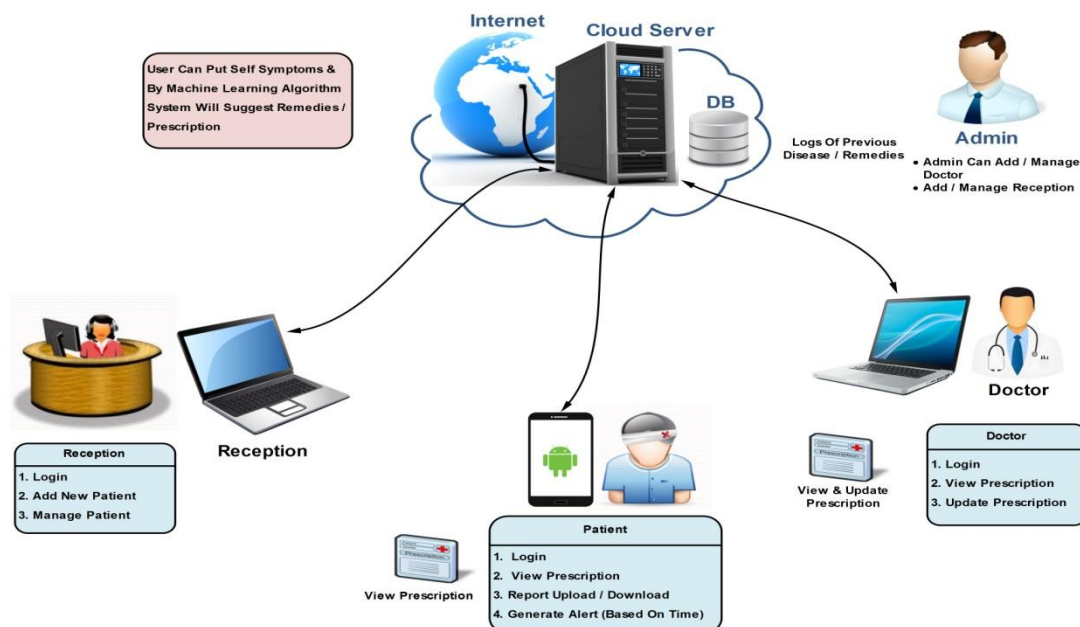 Internet
Cloud Server
DB
User Can Put Self Symptoms &
By Machine Learning Algorithm
System Will Suggest Remedies /
Prescription
Logs Of Previous
Disease / Remedies
Admin
• Admin Can Add / Manage
Doctor
• Add / Manage Reception
Reception
Reception
1. Login
2. Add New Patient
3. Manage Patient
Prescription
View Prescription
Patient
1. Login
2. View Prescription
3. Report Upload / Download
4. Generate Alert (Based On Time)
Doctor
Prescription
View & Update
Prescription
Doctor
1. Login
2. View Prescription
3. Update Prescription